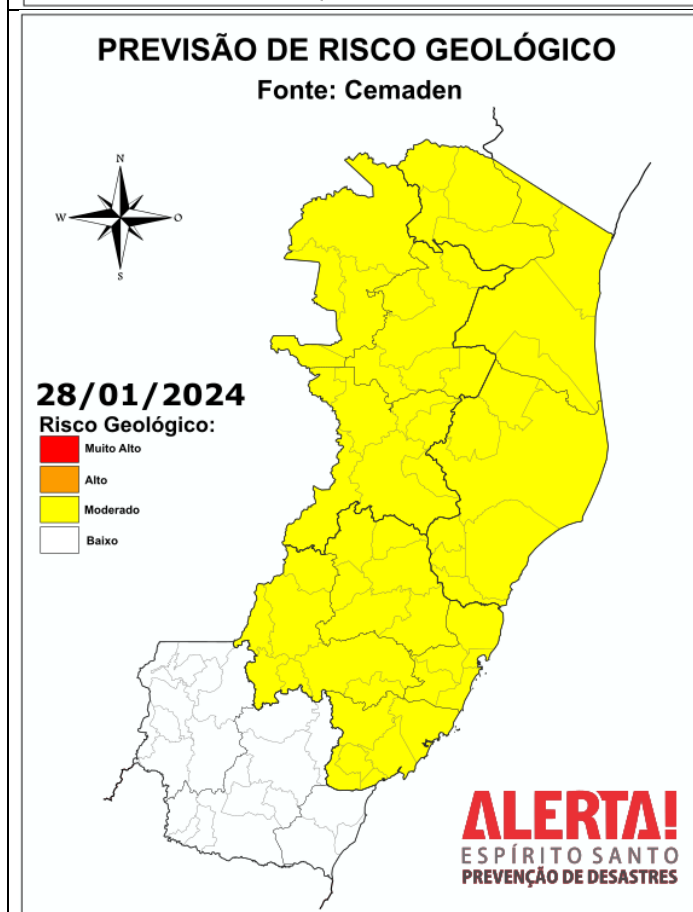 PREVISÃO DE RISCO GEOLÓGICO
Fonte: Cemaden
N
W
O
S
28/01/2024
Risco Geológico:
Muito Alto
Alto
Moderado
Baixo
ALERTA!
ESPÍRITO SANTO
PREVENÇÃO DE DESASTRES